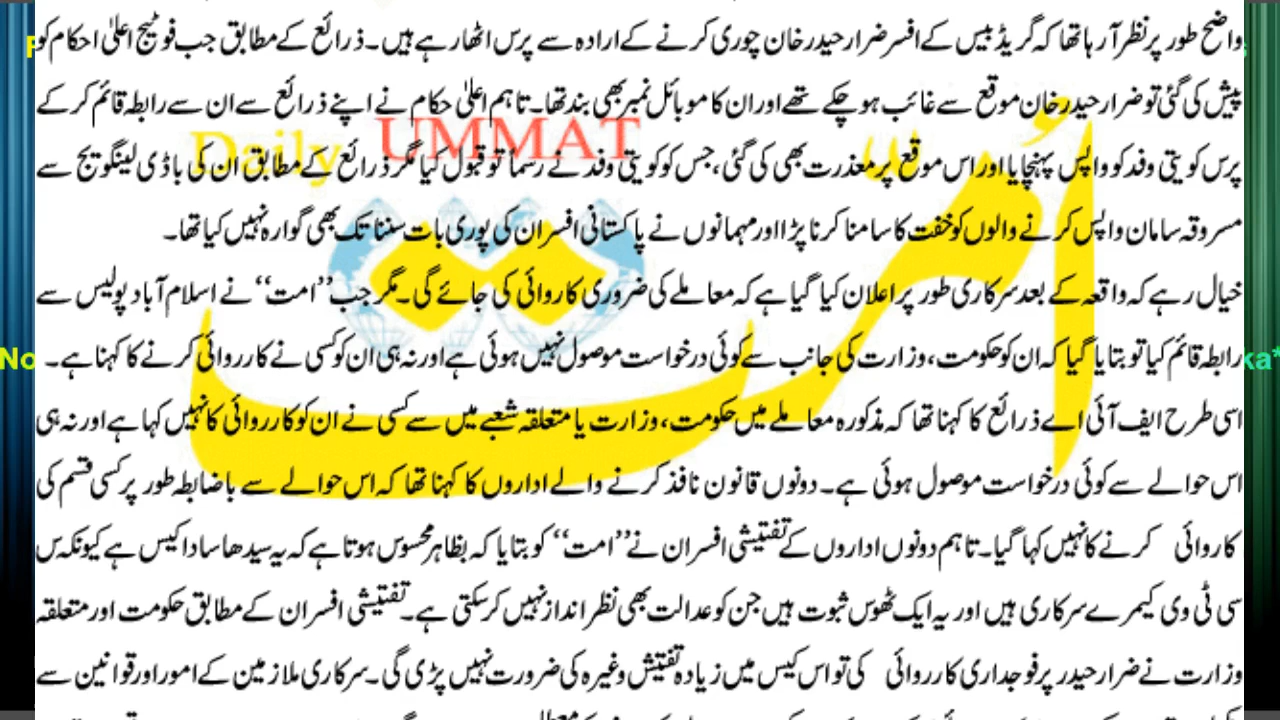 واضح طور پر نظر آ رہا تھا کہ گریڈ بیس کے افسر ضرار حیدر خان چوری کرنے کے ارادہ سے پرس اٹھا رہے ہیں۔ ذرائع کے مطابق جب فوٹیج اعلیٰ احکام کو
پیش کی گئی تو ضرار حیدر خان موقع سے غائب ہو چکے تھے اور ان کا موبائل نمبر بھی بند تھا۔ تاہم اعلیٰ حکام نے اپنے ذرائع سے ان سے رابطہ قائم کر کے
Daily UMMAT
پرس کویتی وفد کو واپس پہنچایا اور اس موقع پر معذرت بھی کی گئی، جس کو کویتی وفد نے رسماً تو قبول کیا مگر ذرائع کے مطابق ان کی باڈی لینگویج سے
مسروقہ سامان واپس کرنے والوں کو خفت کا سامنا کرنا پڑا اور مہمانوں نے پاکستانی افسران کی پوری بات سننا تک بھی گوارہ نہیں کیا تھا۔
امت
خیال رہے کہ واقعہ کے بعد سرکاری طور پر اعلان کیا گیا ہے کہ معاملے کی ضروری کاروائی کی جائے گی۔ مگر جب ’’امت‘‘ نے اسلام آباد پولیس سے
رابطہ قائم کیا تو بتایا گیا کہ ان کو حکومت، وزارت کی جانب سے کوئی درخواست موصول نہیں ہوئی ہے اور نہ ہی ان کو کسی نے کارروائی کرنے کا کہنا ہے۔
اسی طرح ایف آئی اے ذرائع کا کہنا تھا کہ مذکورہ معاملے میں حکومت، وزارت یا متعلقہ شعبے میں سے کسی نے ان کو کارروائی کا نہیں کہا ہے اور نہ ہی
اس حوالے سے کوئی درخواست موصول ہوئی ہے۔ دونوں قانون نافذ کرنے والے اداروں کا کہنا تھا کہ اس حوالے سے باضابطہ طور پر کسی قسم کی
کاروائی کرنے کا نہیں کہا گیا۔ تاہم دونوں اداروں کے تفتیشی افسران نے ’’امت‘‘ کو بتایا کہ بظاہر محسوس ہوتا ہے کہ یہ سیدھا سادا کیس ہے کیونکہ س
سی ٹی وی کیمرے سرکاری ہیں اور یہ ایک ٹھوس ثبوت ہیں جن کو عدالت بھی نظر انداز نہیں کر سکتی ہے۔ تفتیشی افسران کے مطابق حکومت اور متعلقہ
وزارت نے ضرار حیدر پر فوجداری کارروائی کی تو اس کیس میں زیادہ تفتیش وغیرہ کی ضرورت نہیں پڑی گی۔ سرکاری ملازمین کے امور اور قوانین سے